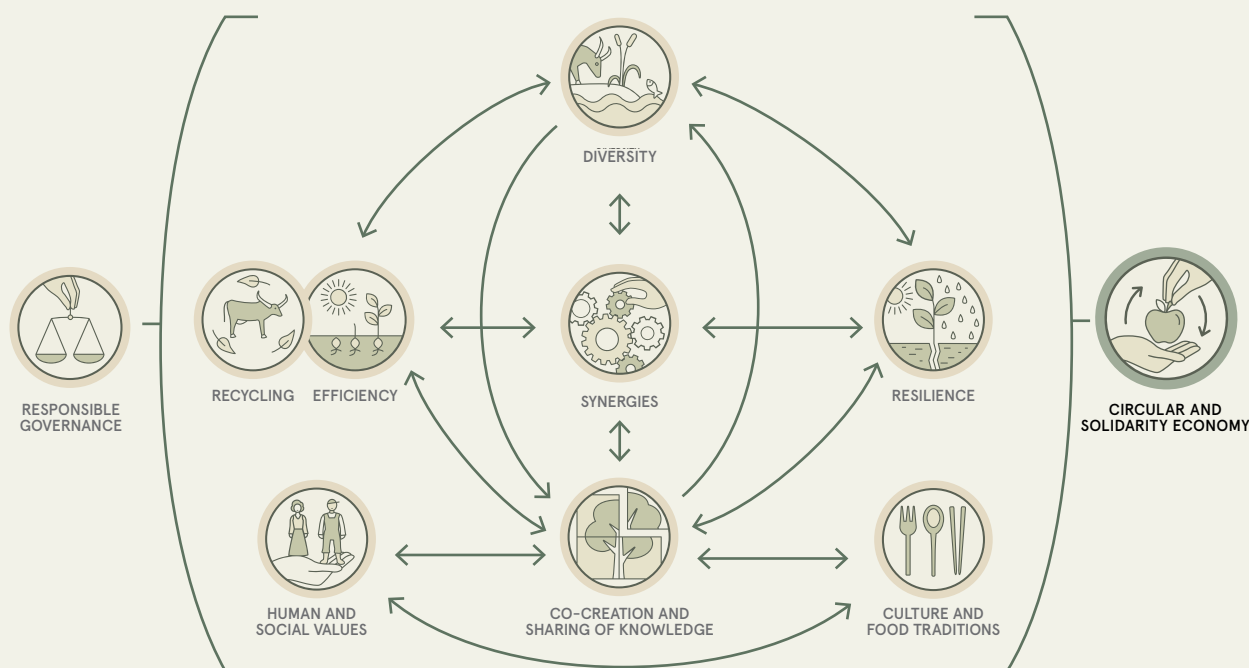 DIVERSITY
RECYCLING
EFFICIENCY
SYNERGIES
RESILIENCE
RESPONSIBLE
GOVERNANCE
CIRCULAR AND
SOLIDARITY ECONOMY
HUMAN AND
SOCIAL VALUES
CO-CREATION AND
SHARING OF KNOWLEDGE
CULTURE AND
FOOD TRADITIONS